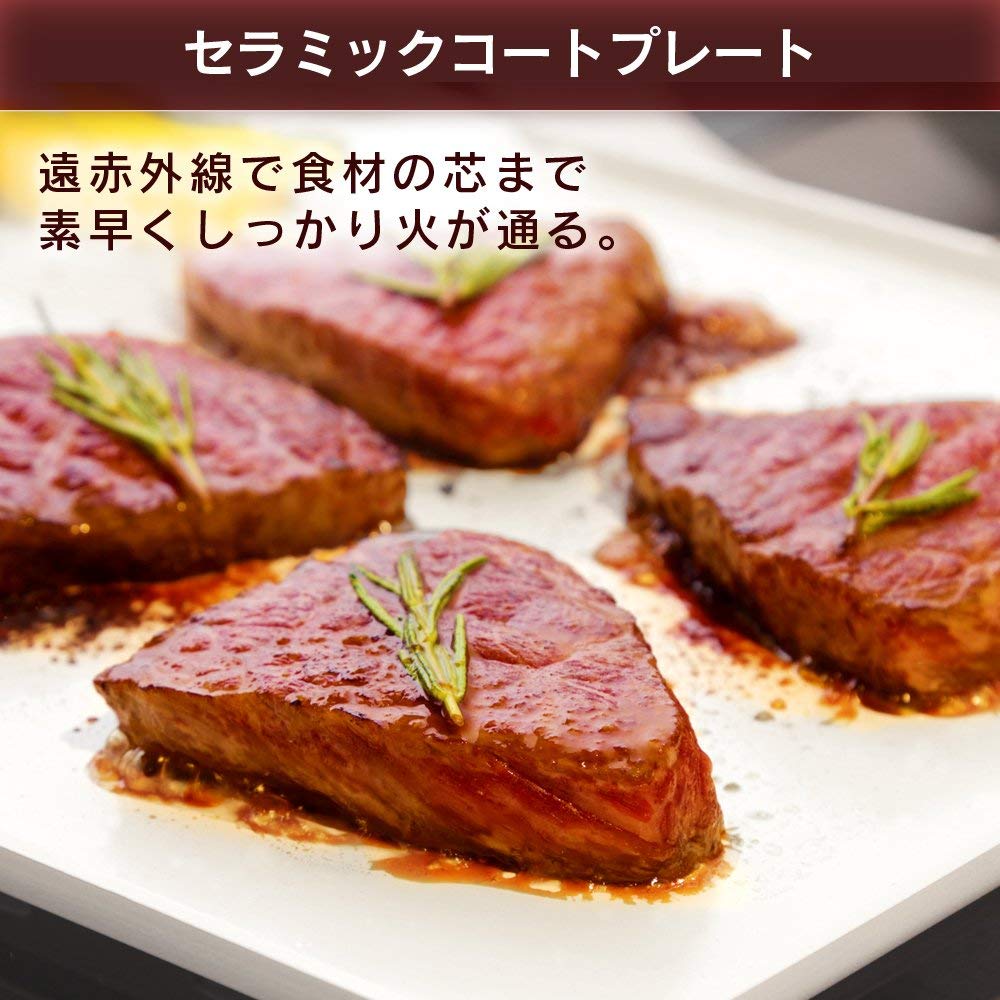 セラミックコートプレート
遠赤外線で食材の芯まで
素早くしっかり火が通る。